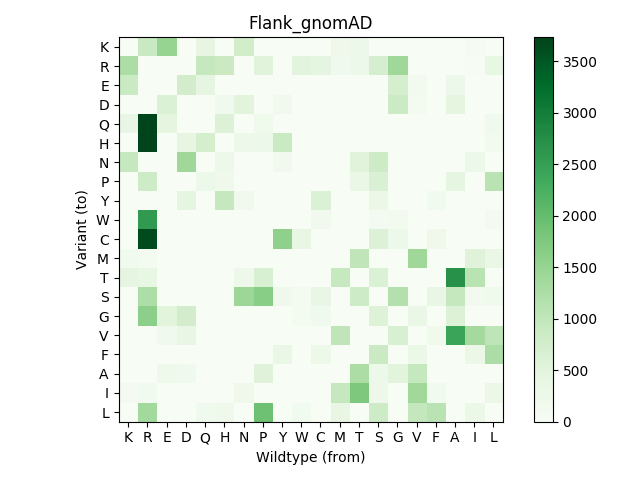 Flank_gnomAD
Variant (to)
K
R
E
D
Q
H
N
P
Y
W
C
M
T
S
G
V
F
A
I
L
K R E D Q H N P Y W C M T S G V F A I L
Wildtype (from)
3500
3000
2500
2000
1500
1000
500
0